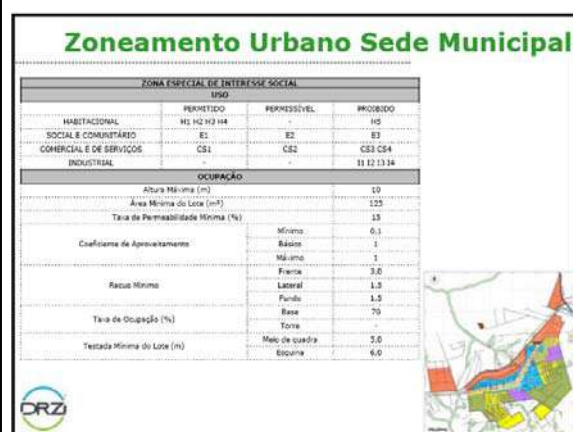 Zoneamento Urbano Sede Municipal
ZONA ESPECIAL DE INTERESSE SOCIAL
USO
PERMITIDO PERMISSÍVEL PROIBIDO
HABITACIONAL H1 H2 H3 H4 - H5
SOCIAL E COMUNITÁRIO E1 E2 E3
COMERCIAL E DE SERVIÇOS CS1 CS2 CS3 CS4
INDUSTRIAL - - I1 I2 I3 I4
OCUPAÇÃO
Altura Máxima (m) 10
Área Mínima do Lote (m²) 125
Taxa de Permeabilidade Mínima (%) 15
Coeficiente de Aproveitamento Mínimo 0,1
Básico 1
Máximo 1
Recuo Mínimo Frente 3,0
Lateral 1,5
Fundo 1,5
Taxa de Ocupação (%) Base 70
Torre -
Testada Mínima do Lote (m) Meio de quadra 5,0
Esquina 6,0
DRZ